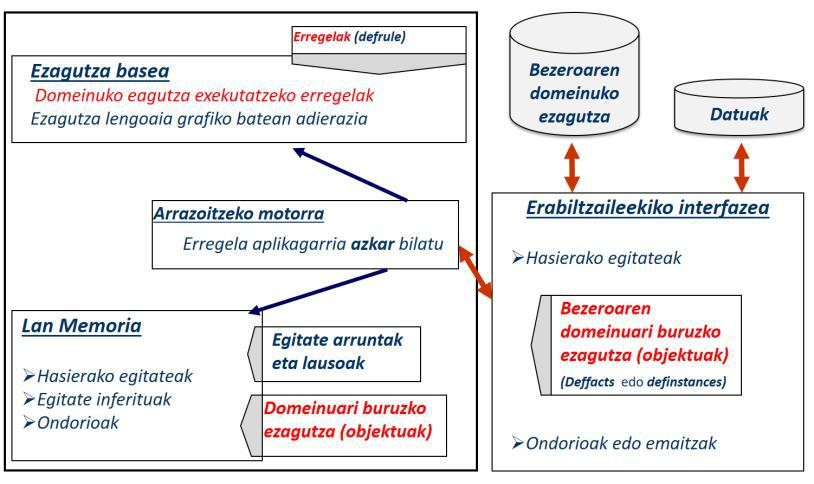 Erregelak (defrule)
Ezagutza basea
Domeinuko eagutza exekutatzeko erregelak
Ezagutza lengoaia grafiko batean adierazia
Arrazoitzeko motorra
Erregela aplikagarria azkar bilatu
Lan Memoria
➢Hasierako egitateak
➢Egitate inferituak
➢Ondorioak
Egitate arruntak
eta lausoak
Domeinuari buruzko
ezagutza (objektuak)
Bezeroaren
domeinuko
ezagutza
Datuak
Erabiltzaileekiko interfazea
➢Hasierako egitateak
Bezeroaren
domeinuari buruzko
ezagutza (objektuak)
(Deffacts edo definstances)
➢Ondorioak edo emaitzak